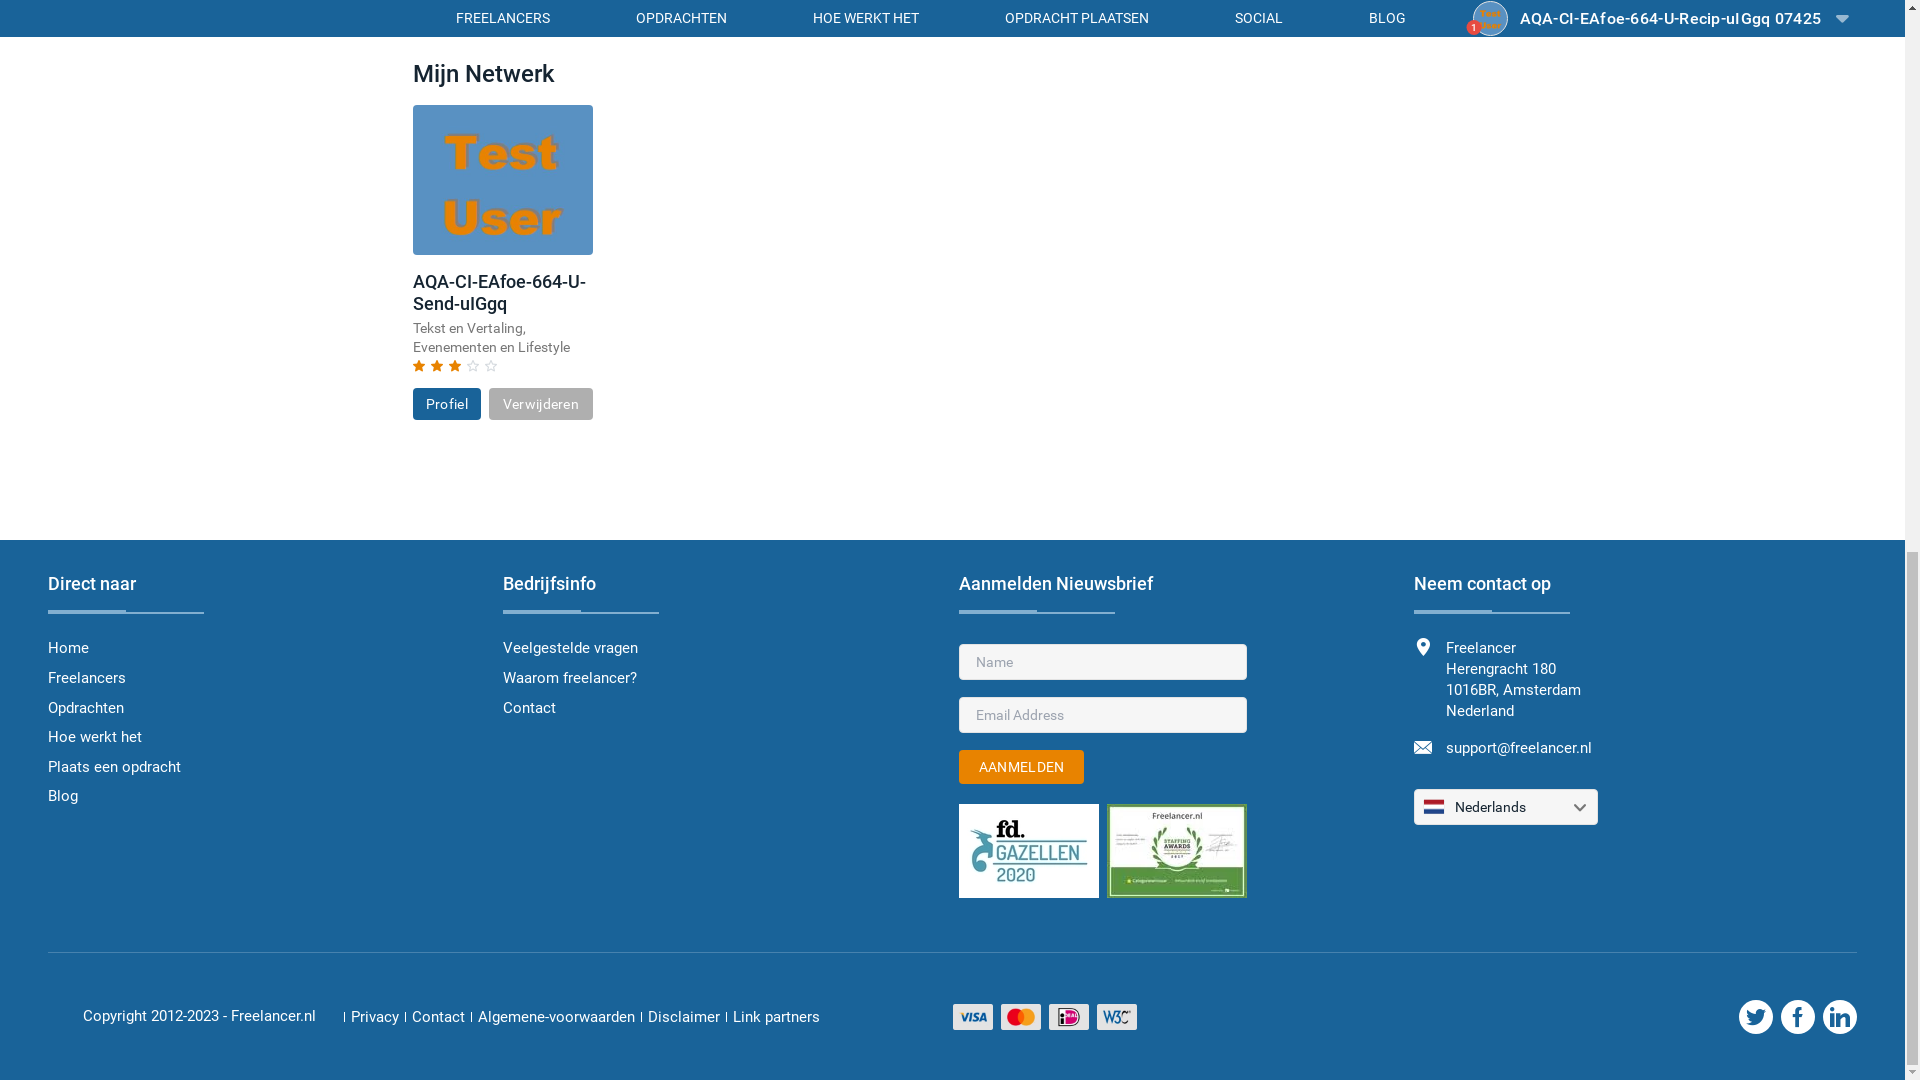 FREELANCERS
OPDRACHTEN
HOE WERKT HET
OPDRACHT PLAATSEN
SOCIAL
BLOG
1
AQA-CI-EAfoe-664-U-Recip-uIGgq 07425
Mijn Netwerk
Test
User
AQA-CI-EAfoe-664-U-
Send-uIGgq
Tekst en Vertaling,
Evenementen en Lifestyle
Profiel
Verwijderen
Direct naar
Home
Freelancers
Opdrachten
Hoe werkt het
Plaats een opdracht
Blog
Bedrijfsinfo
Veelgestelde vragen
Waarom freelancer?
Contact
Aanmelden Nieuwsbrief
Name
Email Address
AANMELDEN
fd.
GAZELLEN
2020
Freelancer.nl
STAFFING
AWARDS
2017
Neem contact op
Freelancer
Herengracht 180
1016BR, Amsterdam
Nederland
support@freelancer.nl
Nederlands
Copyright 2012-2023 - Freelancer.nl
Privacy
Contact
Algemene-voorwaarden
Disclaimer
Link partners
VISA
W3C